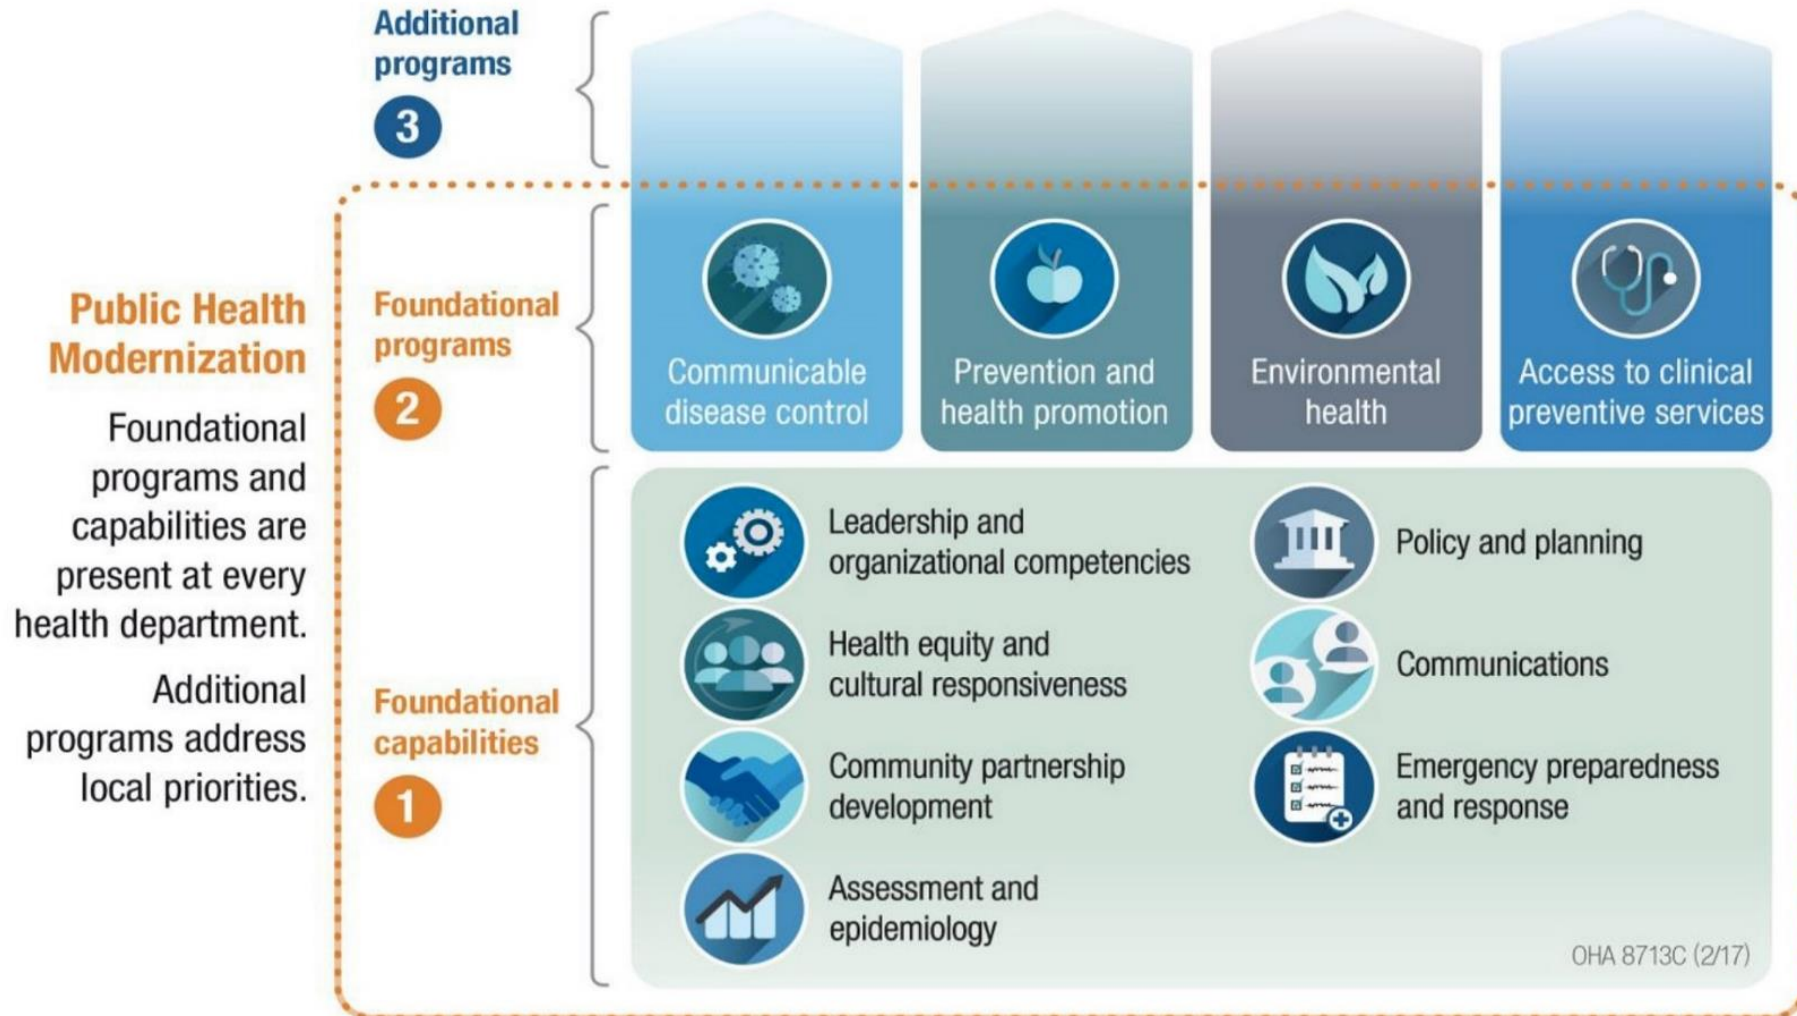 Additional
programs
3
Public Health
Modernization
Foundational
programs and
capabilities are
present at every
health department.
Additional
programs address
local priorities.
Foundational
programs
2
Communicable
disease control
Prevention and
health promotion
Environmental
health
Access to clinical
preventive services
Foundational
capabilities
1
Leadership and
organizational competencies
Health equity and
cultural responsiveness
Community partnership
development
Assessment and
epidemiology
Policy and planning
Communications
Emergency preparedness
and response
OHA 8713C (2/17)